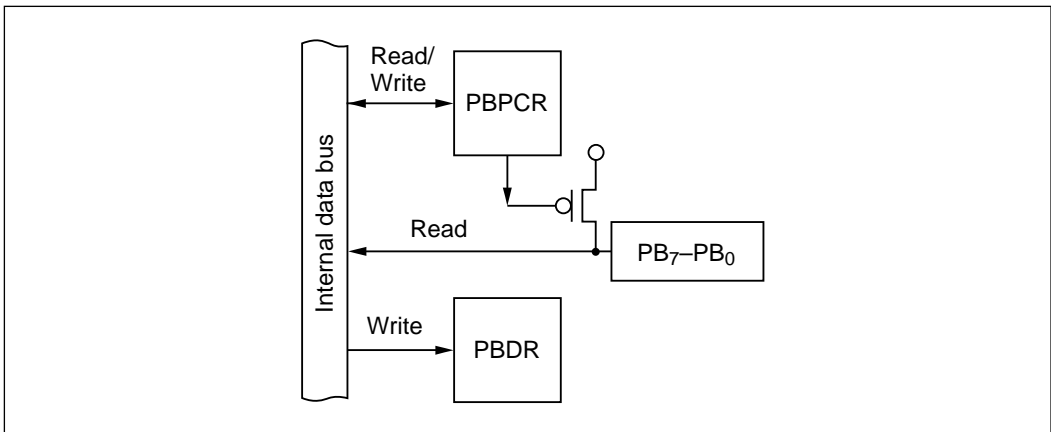 Read/
Write
PBPCR
Internal data bus
Read
PB₇–PB₀
Write
PBDR